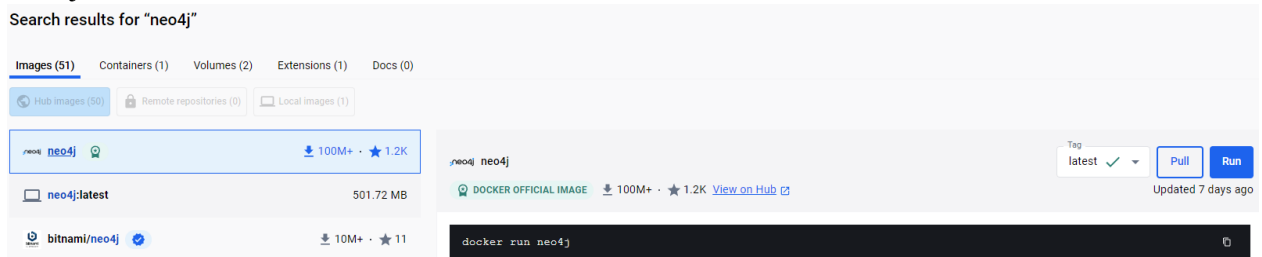 Search results for “neo4j”
Images (51) Containers (1) Volumes (2) Extensions (1) Docs (0)
Hub images (50) Remote repositories (0) Local images (1)
neo4j neo4j 100M+ · 1.2K
neo4j:latest 501.72 MB
bitnami/neo4j 10M+ · 11
neo4j neo4j
Tag
latest
Pull
Run
DOCKER OFFICIAL IMAGE 100M+ · 1.2K View on Hub
Updated 7 days ago
docker run neo4j